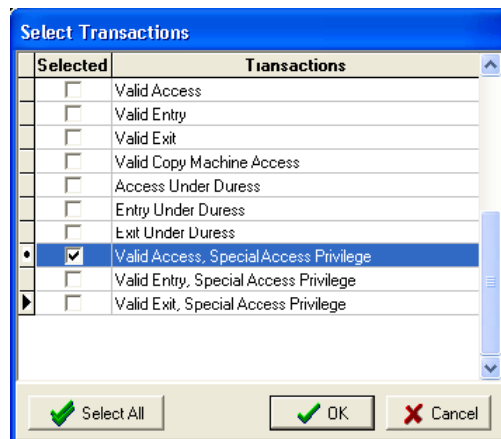 Select Transactions
Selected Transactions
Valid Access
Valid Entry
Valid Exit
Valid Copy Machine Access
Access Under Duress
Entry Under Duress
Exit Under Duress
Valid Access, Special Access Privilege
Valid Entry, Special Access Privilege
Valid Exit, Special Access Privilege
Select All OK Cancel